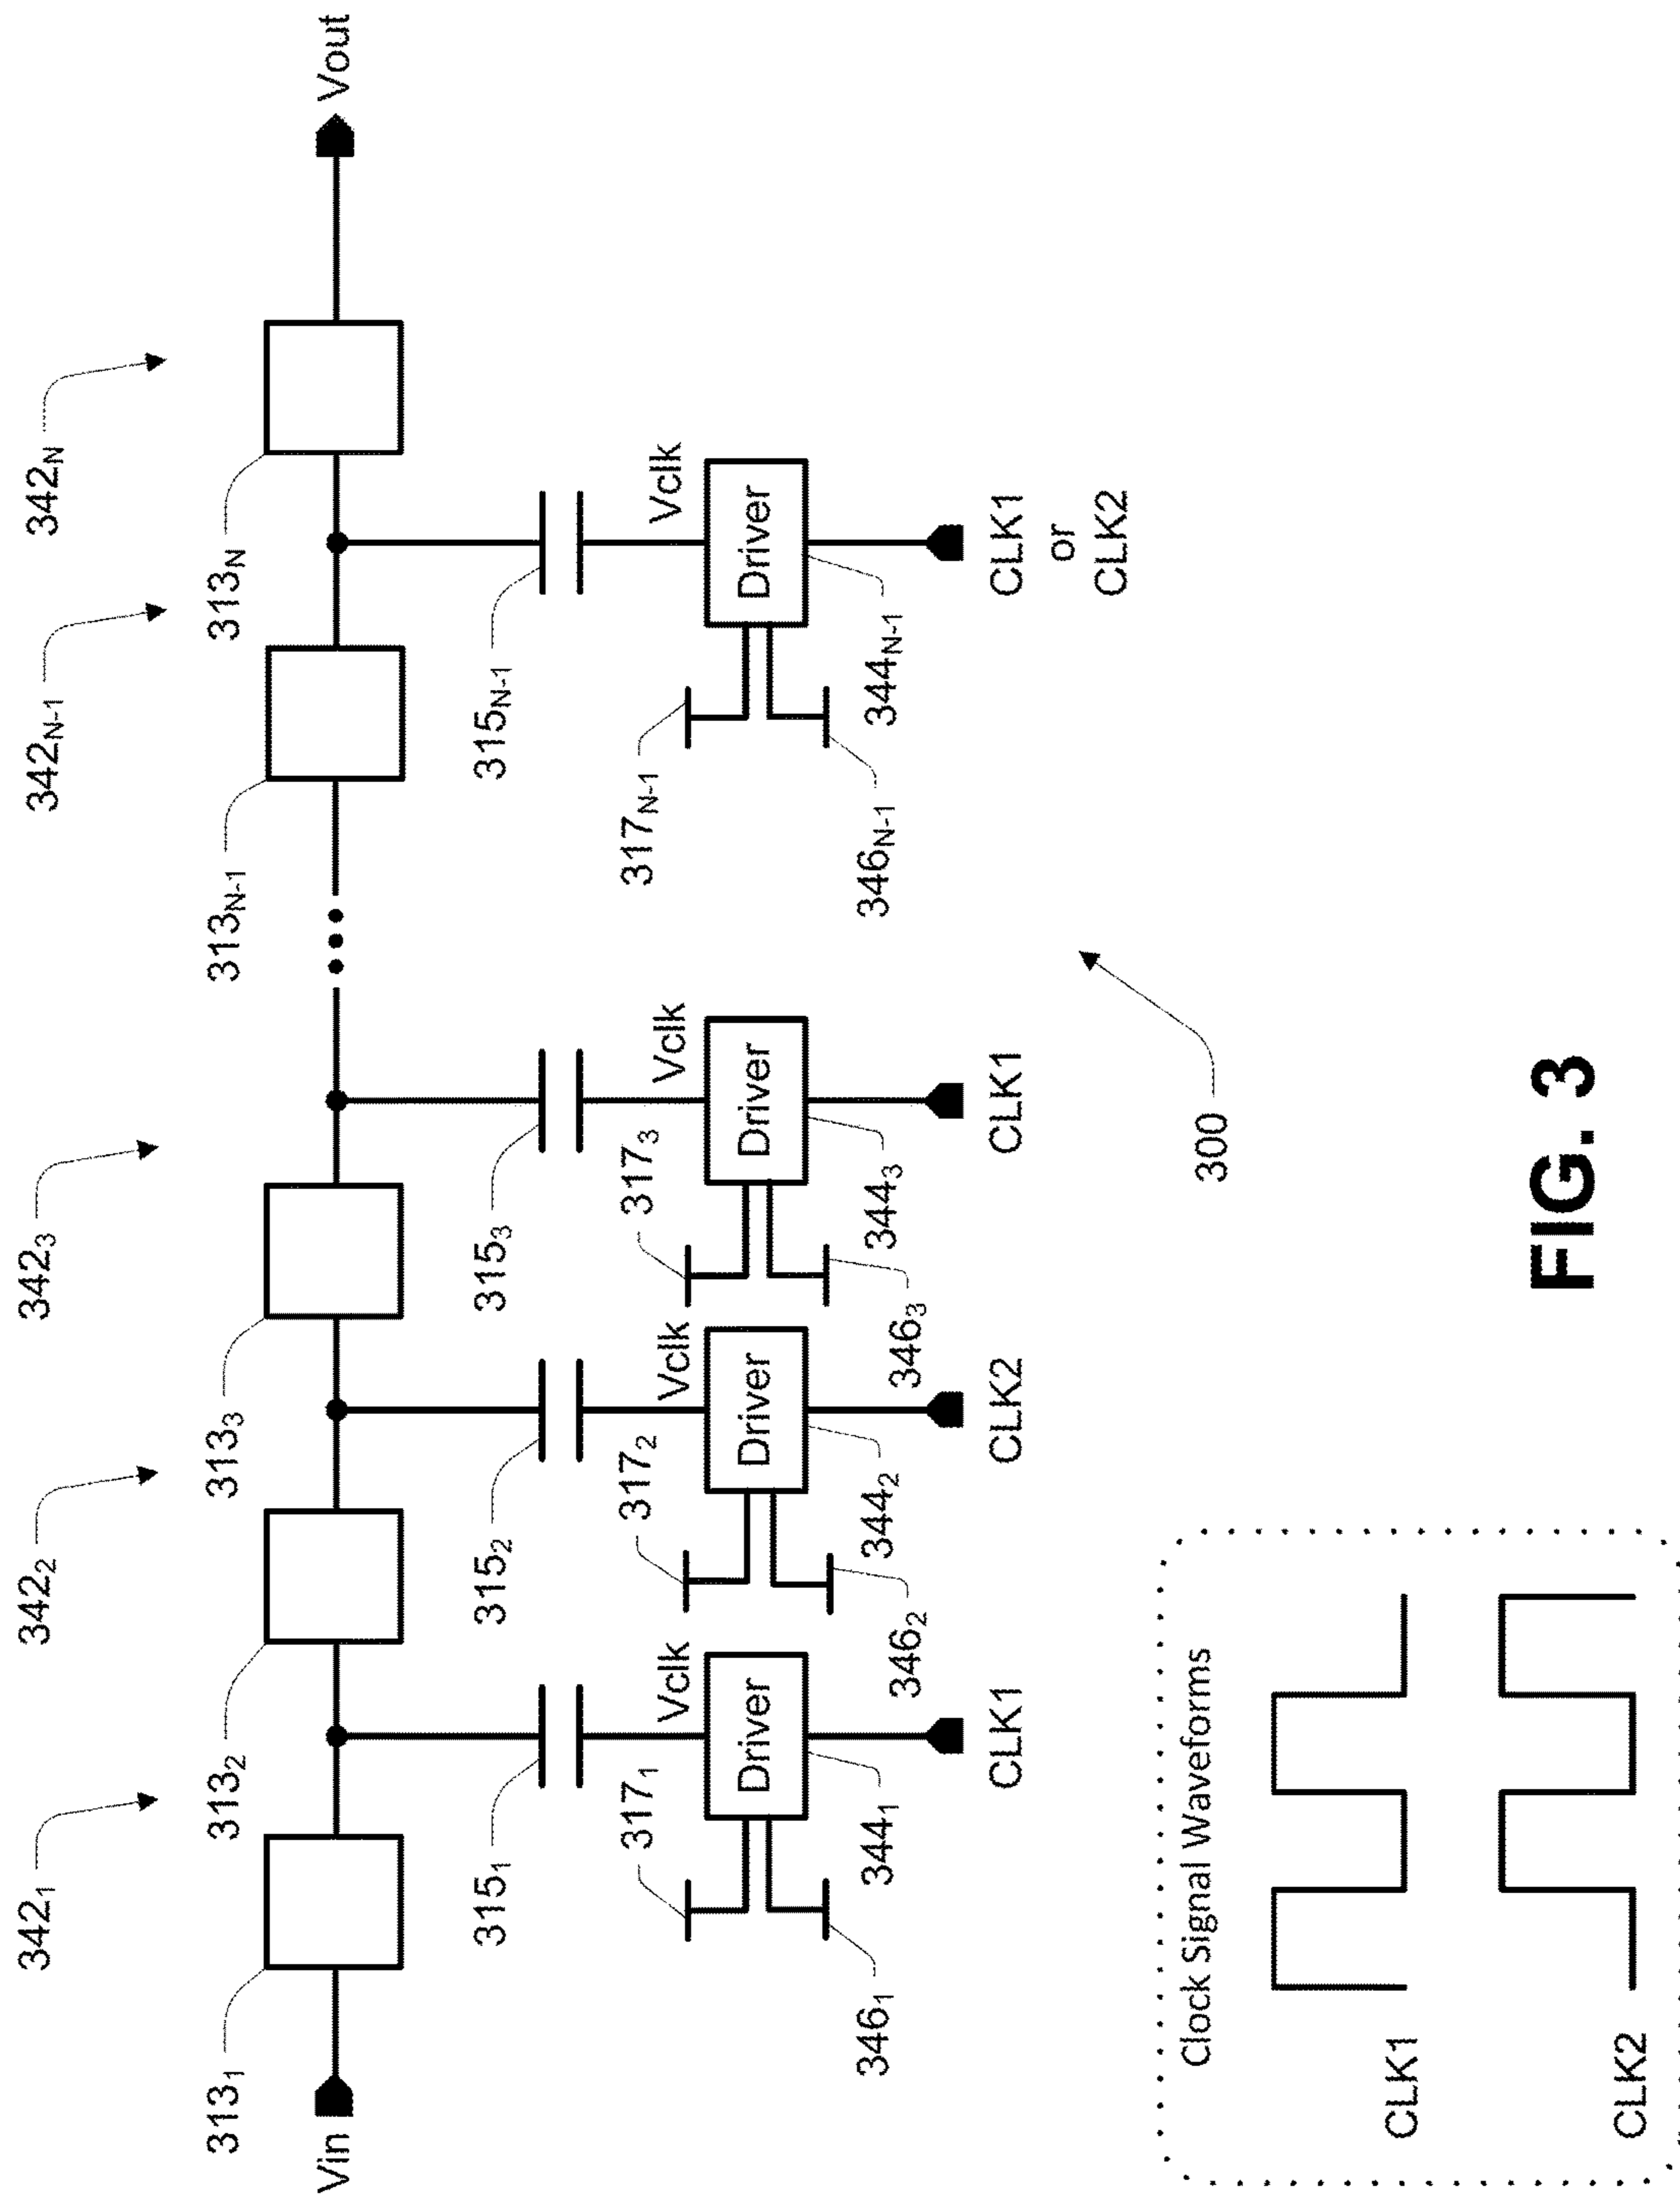 342₁
342₂
342₃
342N-1
342N
313₁
313₂
313₃
313N-1
313N
Vin
Vout
315₁
315₂
315₃
315N-1
Vclk
Vclk
Vclk
Vclk
317₁
317₂
317₃
317N-1
Driver
Driver
Driver
Driver
346₁
344₁
346₂
344₂
346₃
344₃
346N-1
344N-1
CLK1
CLK2
CLK1
CLK1
or
CLK2
300
Clock Signal Waveforms
CLK1
CLK2
FIG. 3